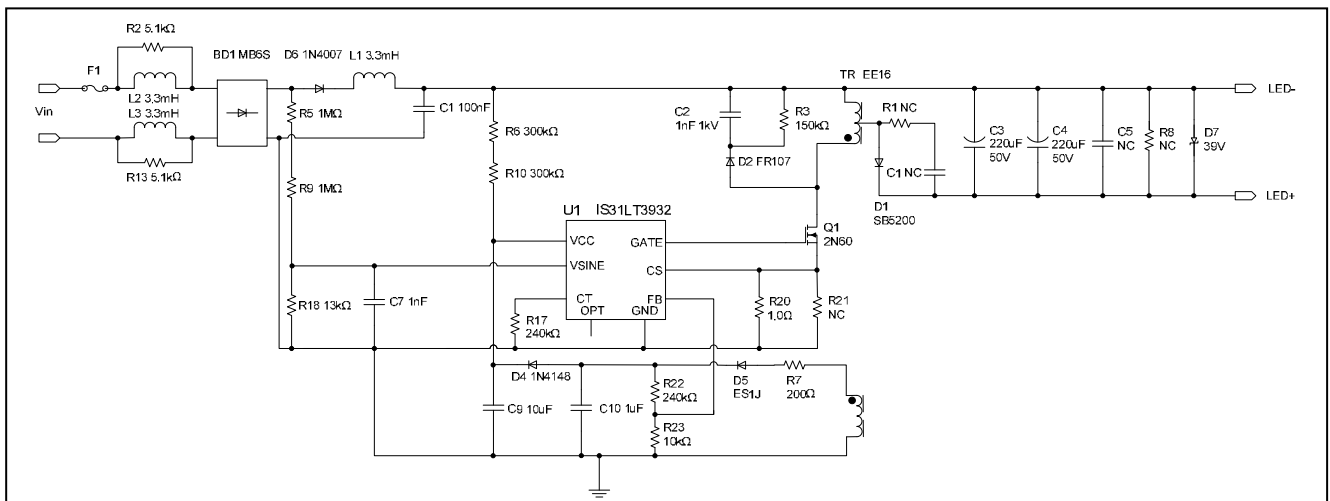 R2 5.1kΩ
F1
L2 3.3mH
L3 3.3mH
Vin
R13 5.1kΩ
BD1 MB6S
D6 1N4007
L1 3.3mH
R5 1MΩ
C1 100nF
R6 300kΩ
R9 1MΩ
R10 300kΩ
C2
1nF 1kV
R3
150kΩ
D2 FR107
TR EE16
R1 NC
C1 NC
D1
SB5200
C3
220uF
50V
C4
220uF
50V
C5
NC
R8
NC
D7
39V
LED-
LED+
U1 IS31LT3932
VCC
GATE
VSINE
CS
CT
FB
OPT
GND
Q1
2N60
R18 13kΩ
C7 1nF
R17
240kΩ
R20
1.0Ω
R21
NC
D4 1N4148
D5
ES1J
R7
200Ω
R22
240kΩ
C9 10uF
C10 1uF
R23
10kΩ